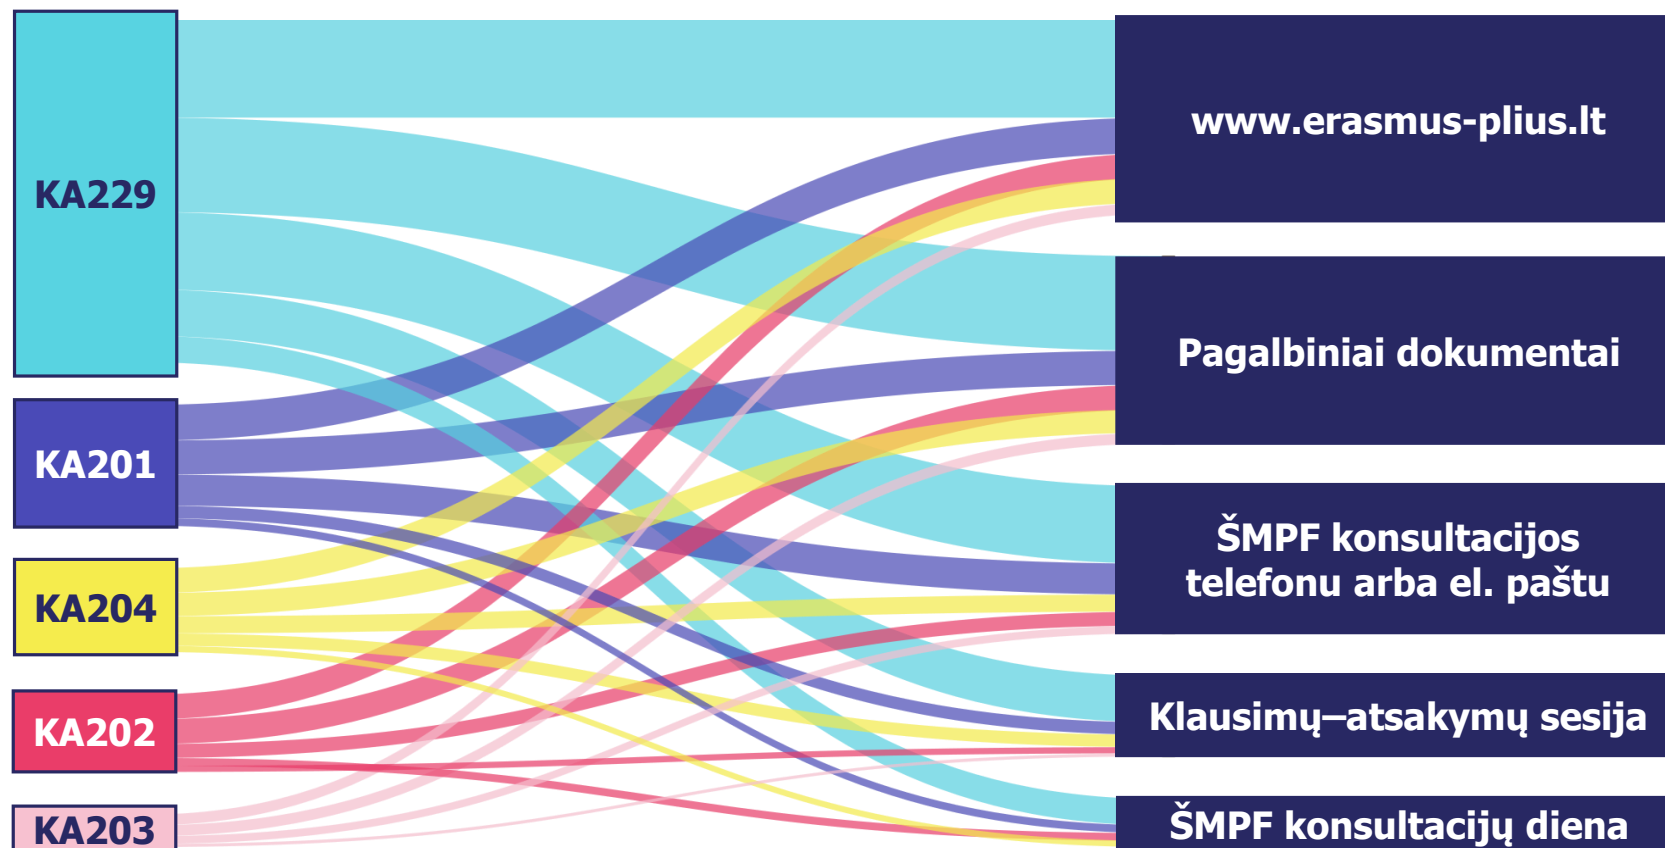 KA229
KA201
KA204
KA202
KA203
www.erasmus-plius.lt
Pagalbiniai dokumentai
ŠMPF konsultacijos
telefonu arba el. paštu
Klausimų–atsakymų sesija
ŠMPF konsultacijų diena